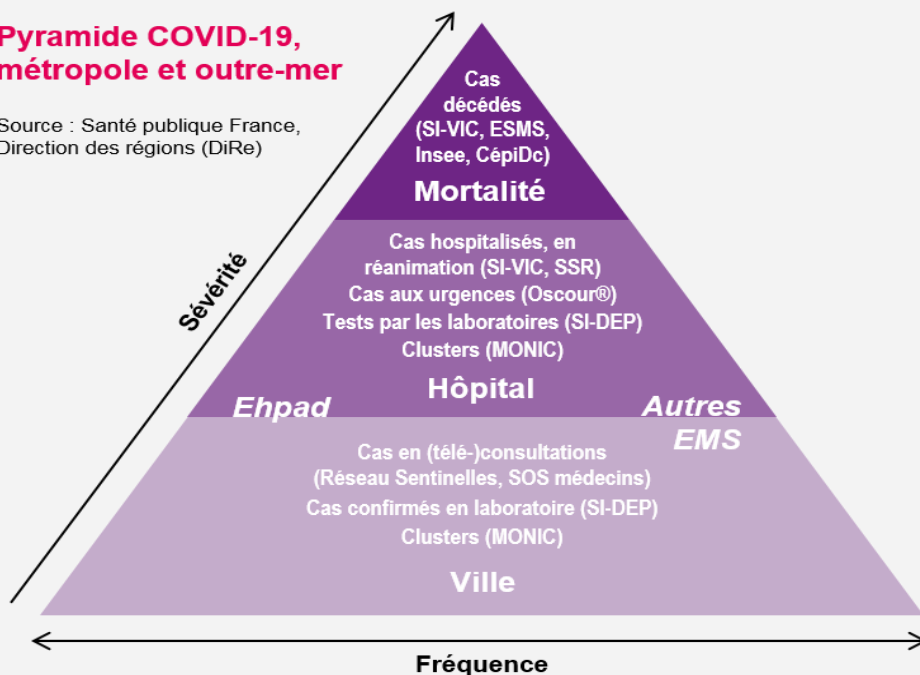 Pyramide COVID-19,
métropole et outre-mer
Source : Santé publique France,
Direction des régions (DiRe)
Sévérité
Cas
décédés
(SI-VIC, ESMS,
Insee, CépiDc)
Mortalité
Cas hospitalisés, en
réanimation (SI-VIC, SSR)
Cas aux urgences (Oscour®)
Tests par les laboratoires (SI-DEP)
Clusters (MONIC)
Hôpital
Ehpad
Autres
EMS
Cas en (télé-)consultations
(Réseau Sentinelles, SOS médecins)
Cas confirmés en laboratoire (SI-DEP)
Clusters (MONIC)
Ville
Fréquence